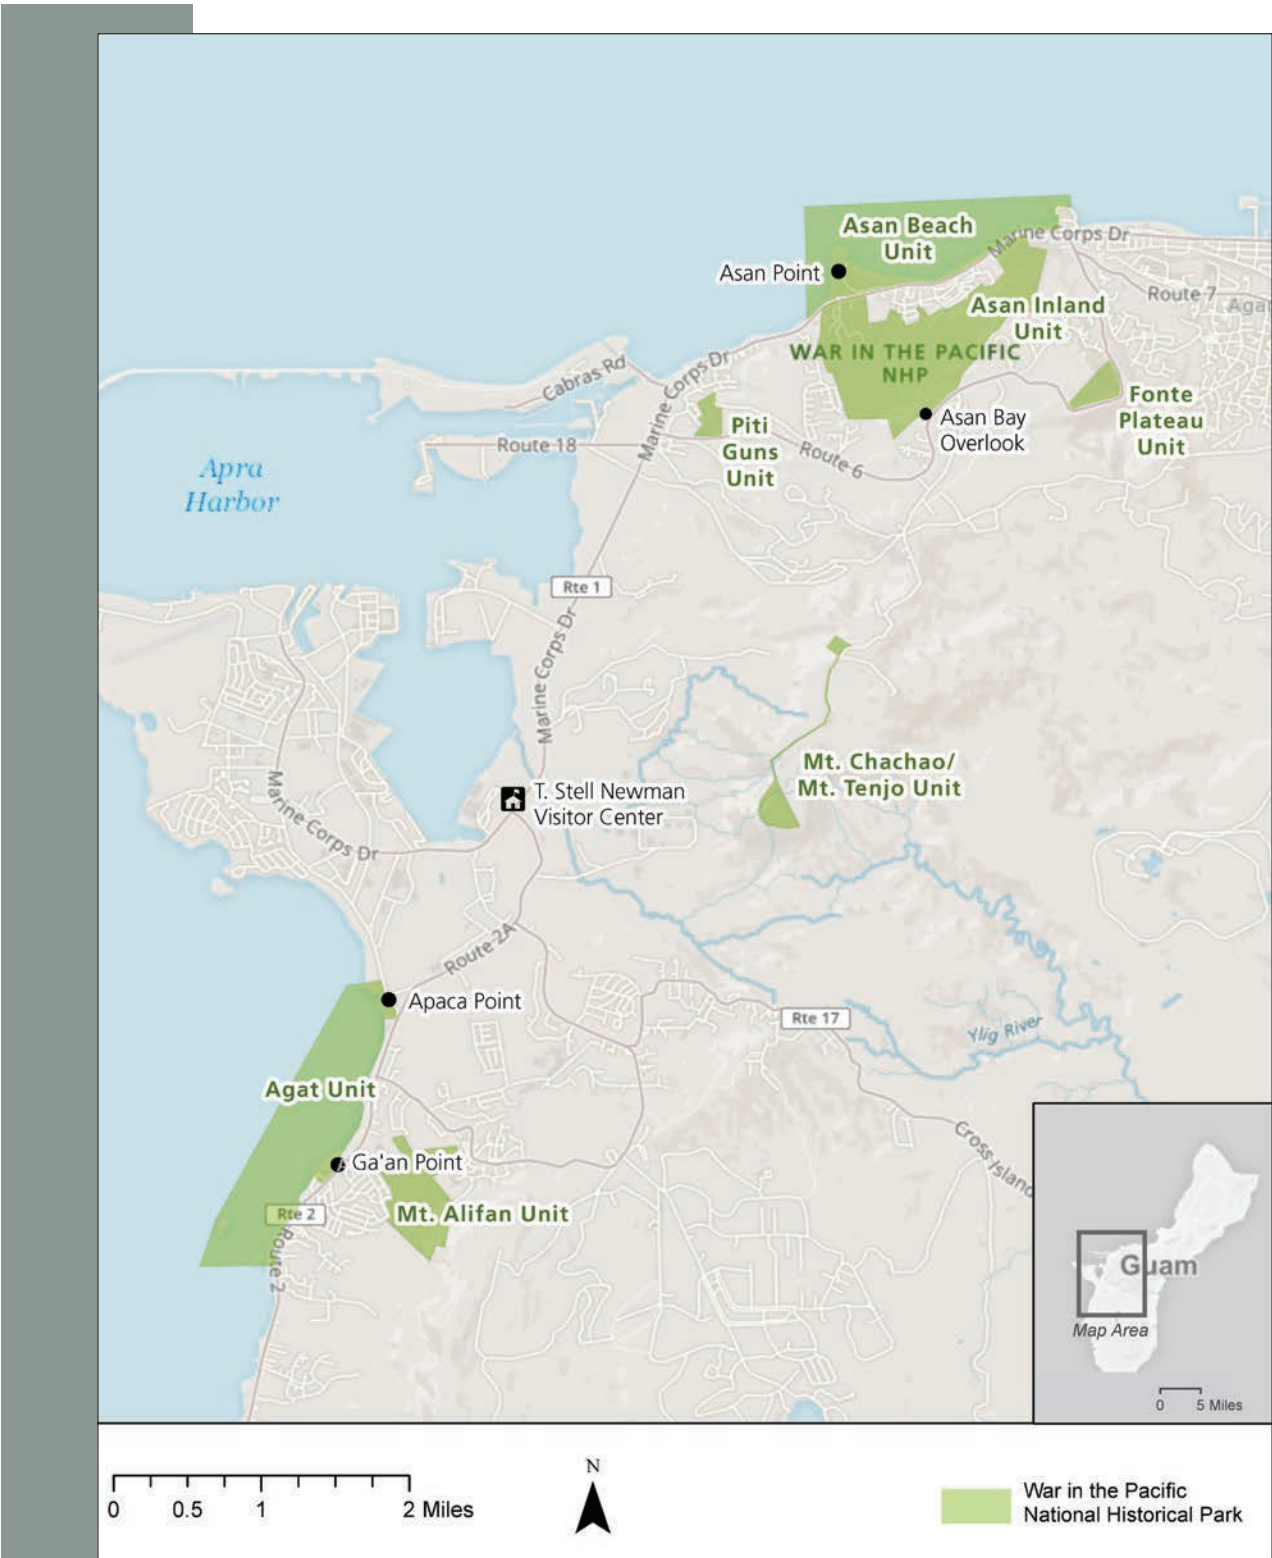 Asan Beach
Unit
Marine Corps Dr
Asan Point
Route 7
Asan Inland
Unit
WAR IN THE PACIFIC
NHP
Cabras Rd
Marine Corps Dr
Fonte
Plateau
Unit
Asan Bay
Overlook
Piti
Guns
Unit
Route 18
Route 6
Apra
Harbor
Rte 1
Marine Corps Dr
Mt. Chachao/
Mt. Tenjo Unit
T. Stell Newman
Visitor Center
Marine Corps Dr
Route 2A
Apaca Point
Rte 17
Ylig River
Agat Unit
Cross Island
Ga'an Point
Mt. Alifan Unit
Rte 2
Route 2
Guam
Map Area
0 5 Miles
N
0 0.5 1 2 Miles
War in the Pacific
National Historical Park